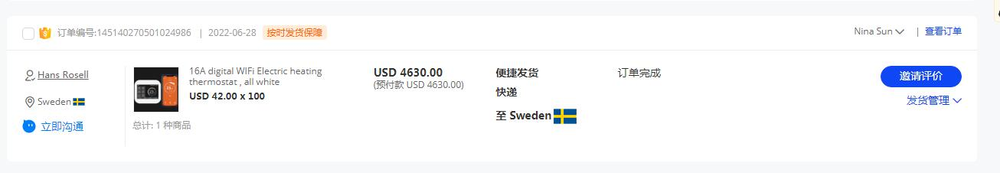 订单编号:145140270501024986 | 2022-06-28 按时发货保障
Nina Sun | 查看订单
Hans Rosell
Sweden
立即沟通
16A digital WIFi Electric heating
thermostat , all white
USD 42.00 x 100
总计: 1 种商品
USD 4630.00
(预付款 USD 4630.00)
便捷发货
快递
至 Sweden
订单完成
邀请评价
发货管理